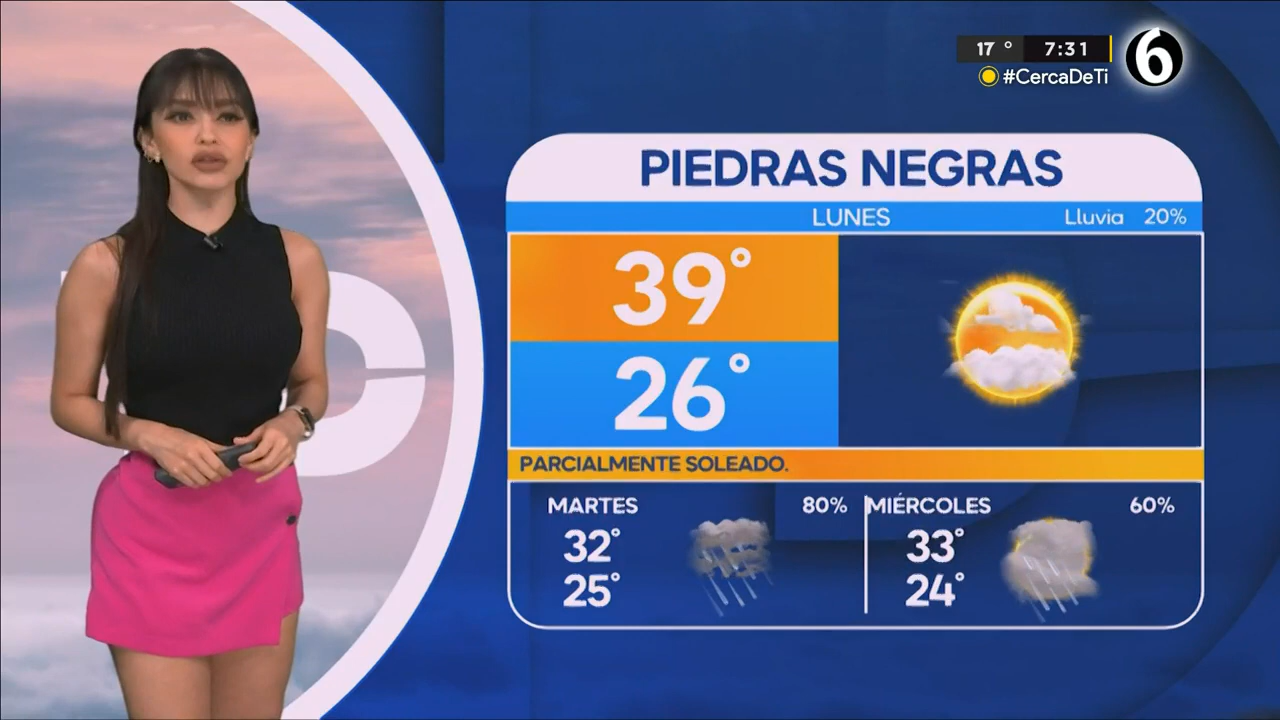 17 ° 7:31
6
#CercaDeTi
PIEDRAS NEGRAS
LUNES Lluvia 20%
39°
26°
PARCIALMENTE SOLEADO.
MARTES 80% MIÉRCOLES 60%
32° 33°
25° 24°